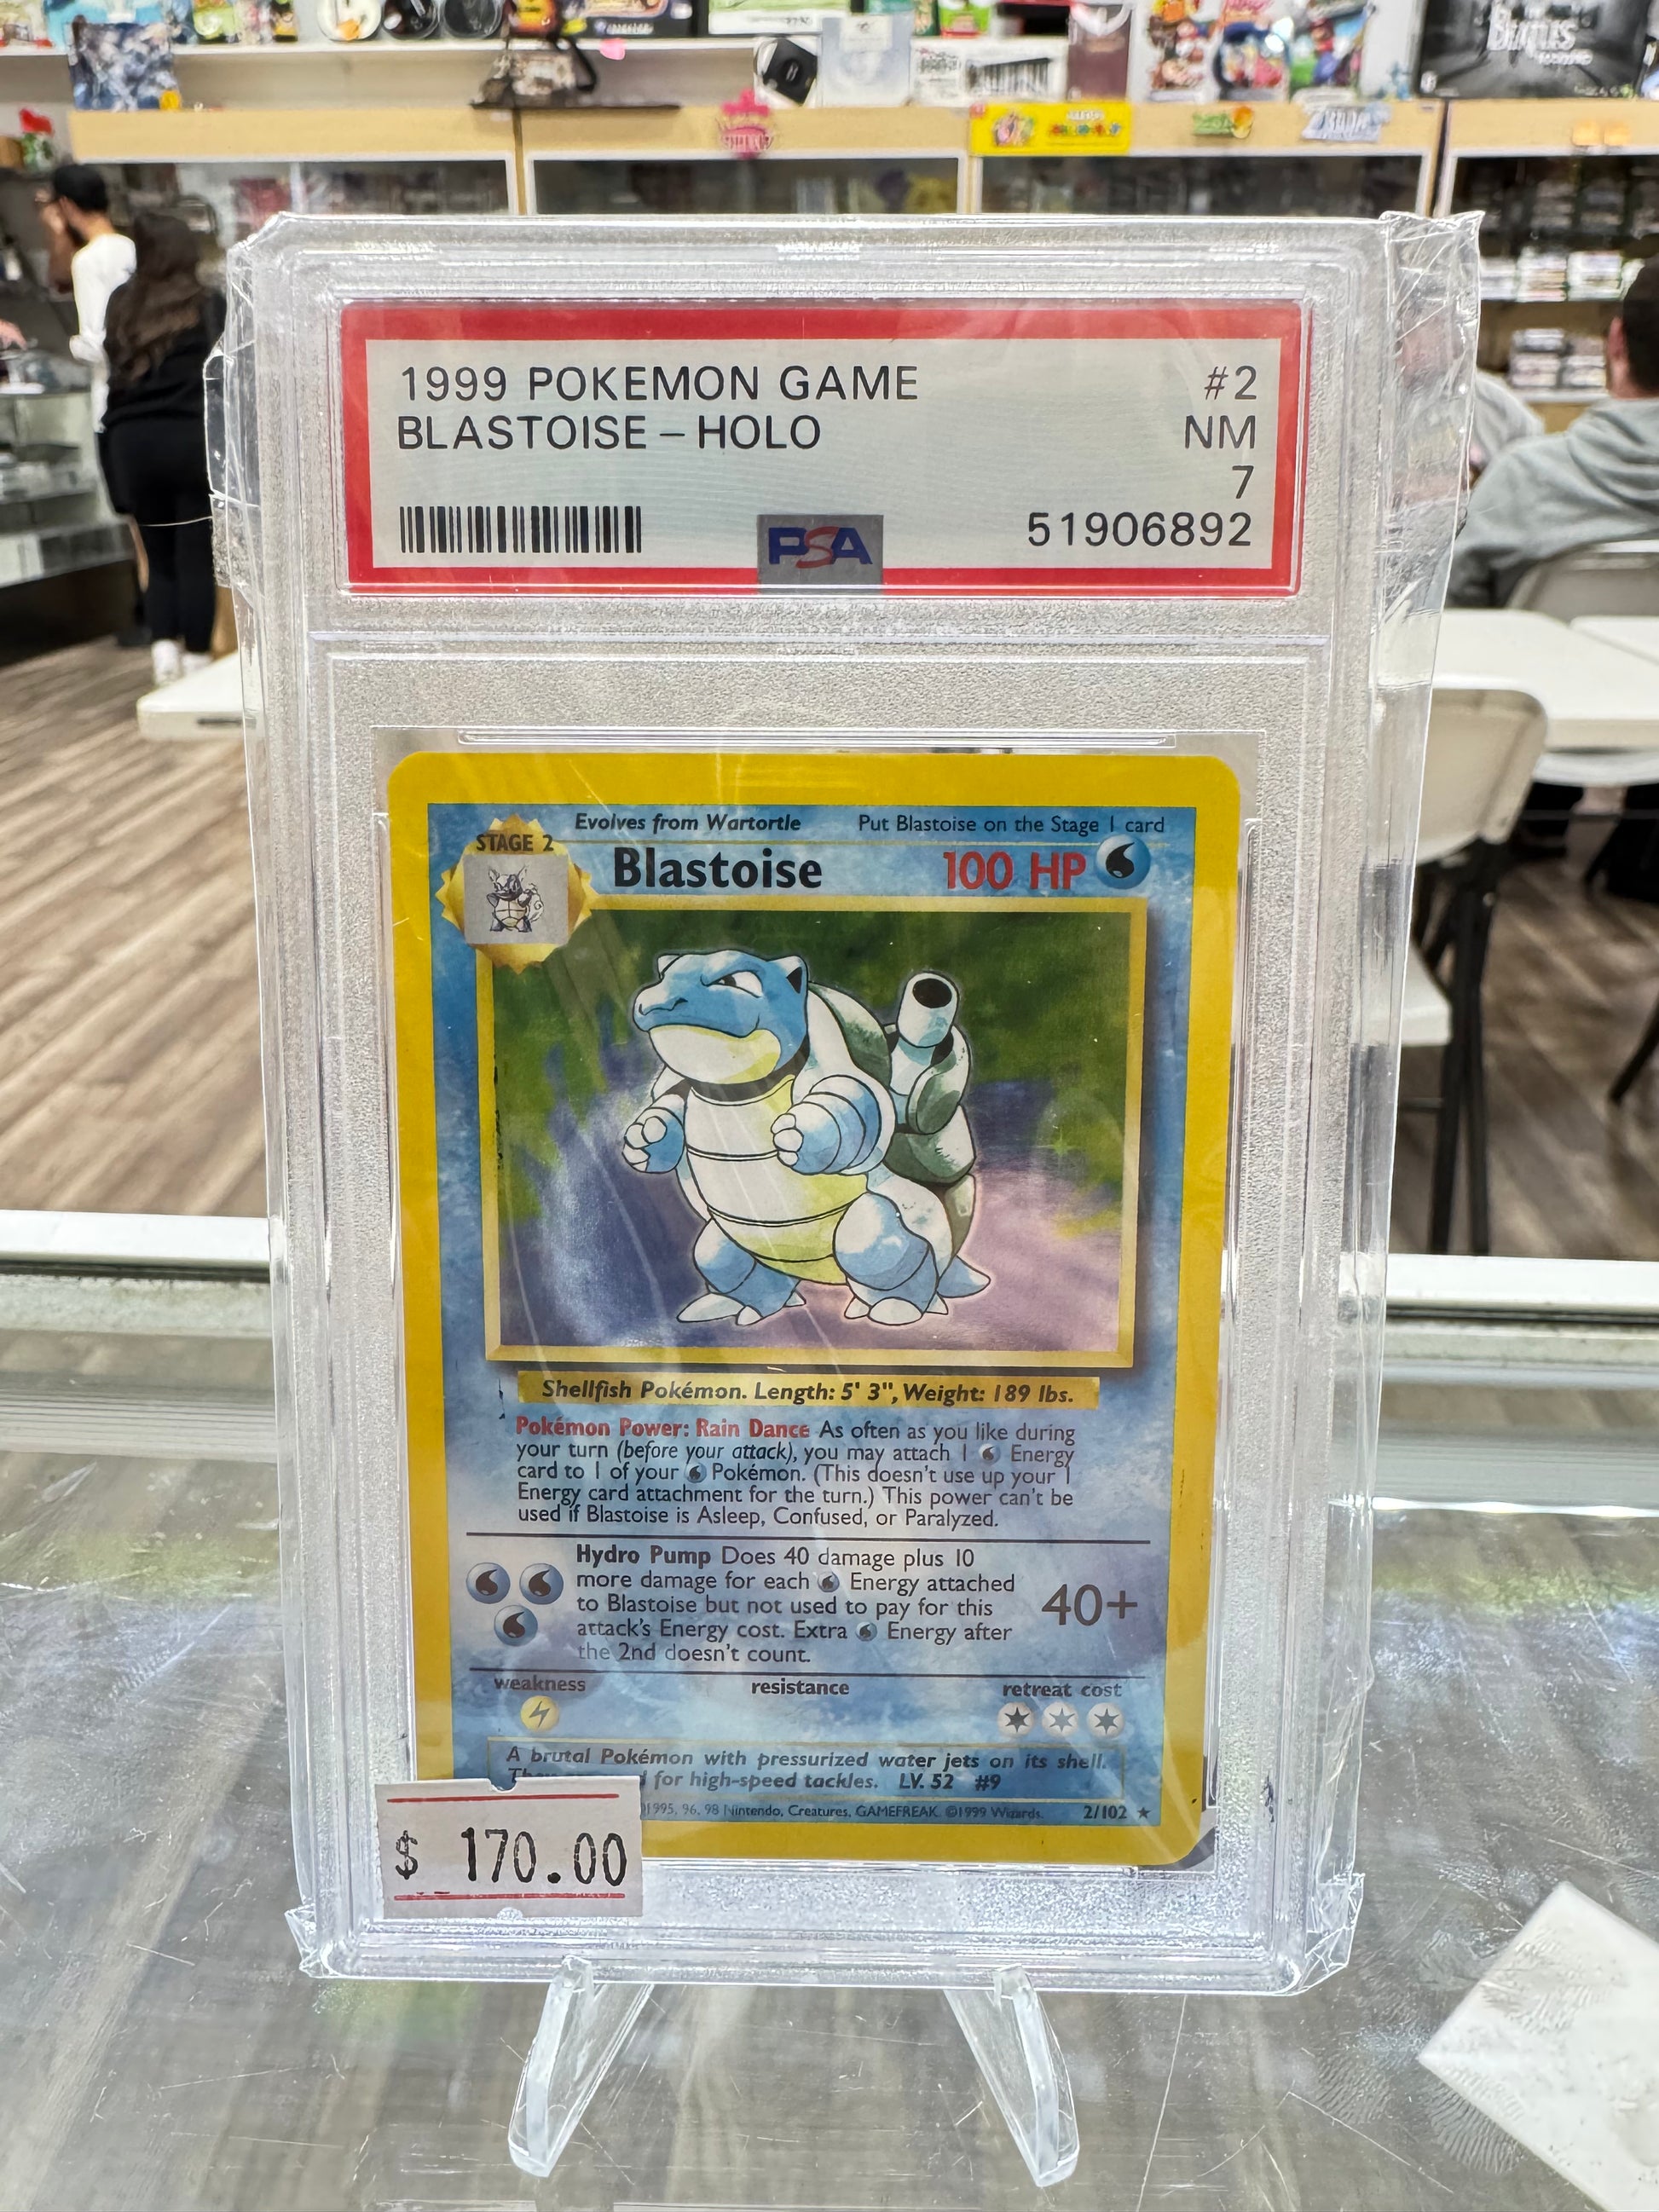 1999 POKEMON GAME #2
BLASTOISE - HOLO NM
7
PSA 51906892
STAGE 2
Evolves from Wartortle Put Blastoise on the Stage 1 card
Blastoise 100 HP
Shellfish Pokémon. Length: 5' 3", Weight: 189 lbs.
Pokémon Power: Rain Dance As often as you like during
your turn (before your attack), you may attach 1 Energy
card to 1 of your Pokémon. (This doesn't use up your 1
Energy card attachment for the turn.) This power can't be
used if Blastoise is Asleep, Confused, or Paralyzed.
Hydro Pump Does 40 damage plus 10
more damage for each Energy attached
to Blastoise but not used to pay for this
attack's Energy cost. Extra Energy after
the 2nd doesn't count.
40+
weakness resistance retreat cost
A brutal Pokémon with pressurized water jets on its shell.
for high-speed tackles. LV. 52 #9
1995, 96, 98 Nintendo, Creatures, GAMEFREAK. ©1999 Wizards. 2/102 ★
$ 170.00